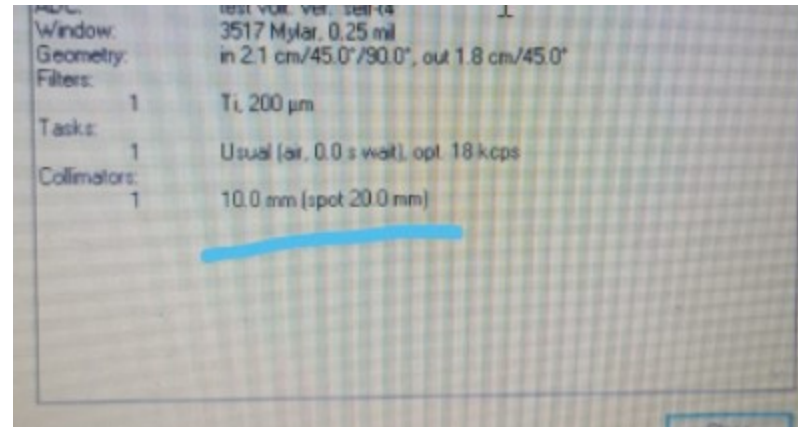 Window: 3517 Mylar, 0.25 mil
Geometry: in 2.1 cm/45.0°/90.0°, out 1.8 cm/45.0°
Filters:
1 Ti, 200 µm
Tasks:
1 Usual (air, 0.0 s wait), opt. 18 kcps
Collimators:
1 10.0 mm (spot 20.0 mm)